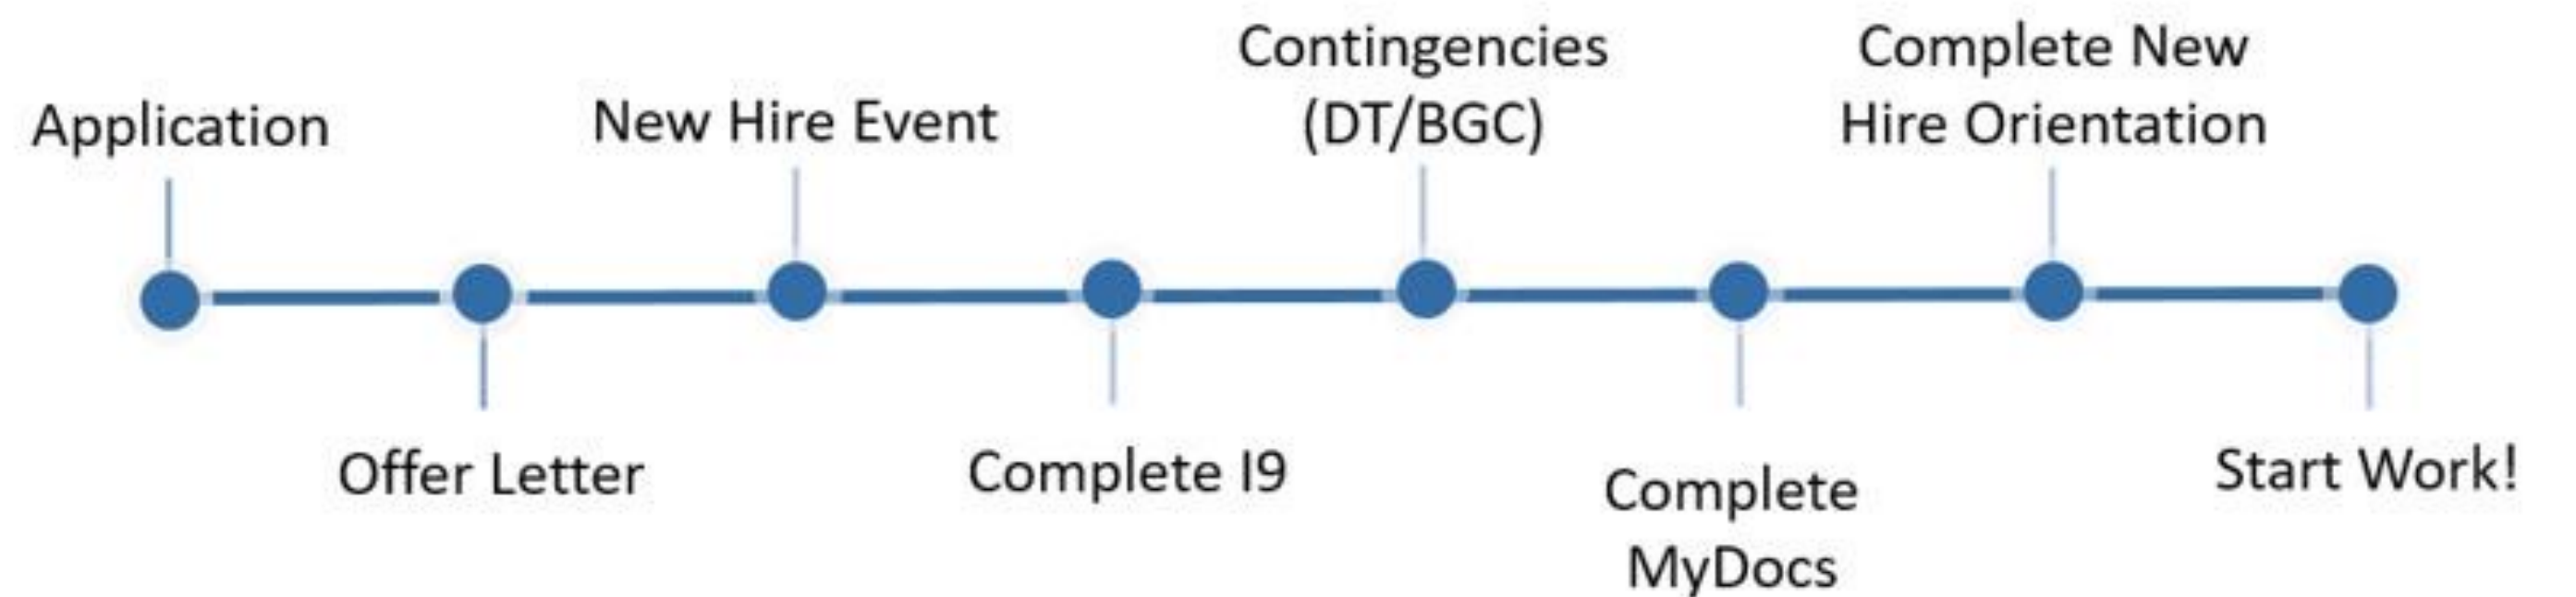 Application
Offer Letter
New Hire Event
Complete I9
Contingencies
(DT/BGC)
Complete
MyDocs
Complete New
Hire Orientation
Start Work!